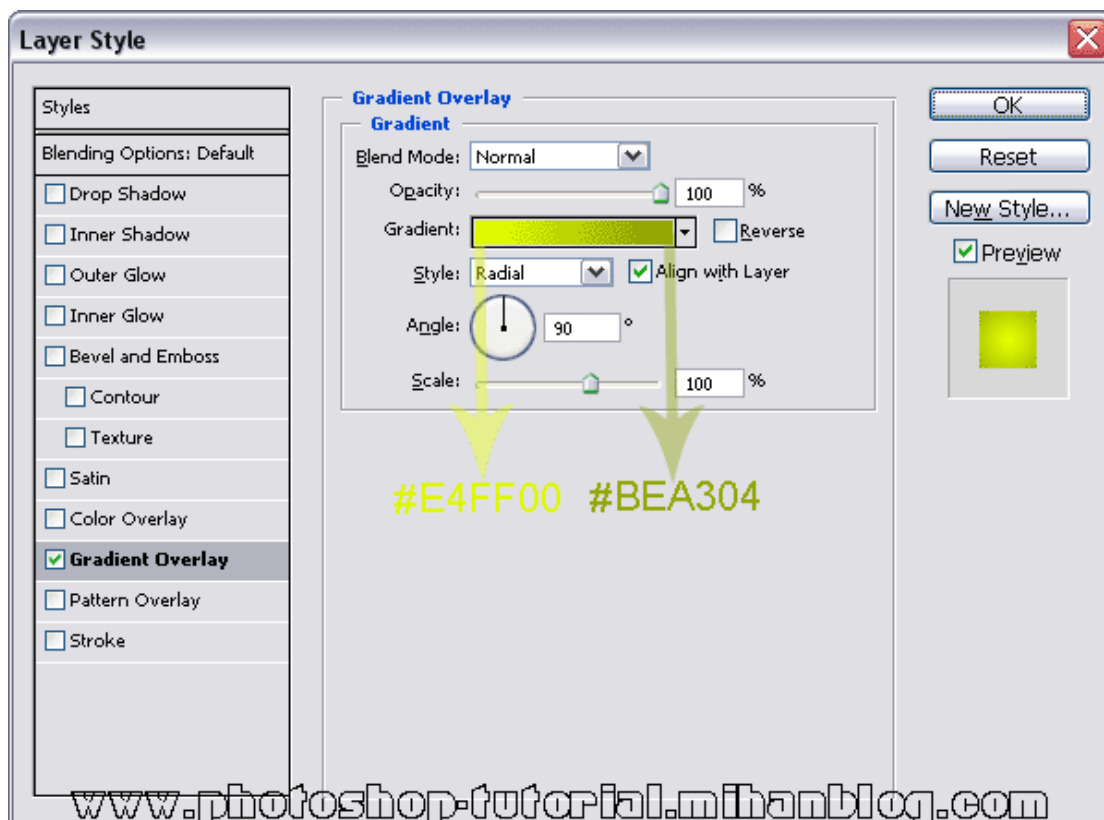 Layer Style
Styles
Blending Options: Default
Drop Shadow
Inner Shadow
Outer Glow
Inner Glow
Bevel and Emboss
Contour
Texture
Satin
Color Overlay
Gradient Overlay
Pattern Overlay
Stroke
Gradient Overlay
Gradient
Blend Mode: Normal
Opacity: 100 %
Gradient: Reverse
Style: Radial Align with Layer
Angle: 90 °
Scale: 100 %
#E4FF00 #BEA304
OK
Reset
New Style...
Preview
www.photoshop-tutorial.mihanblog.com